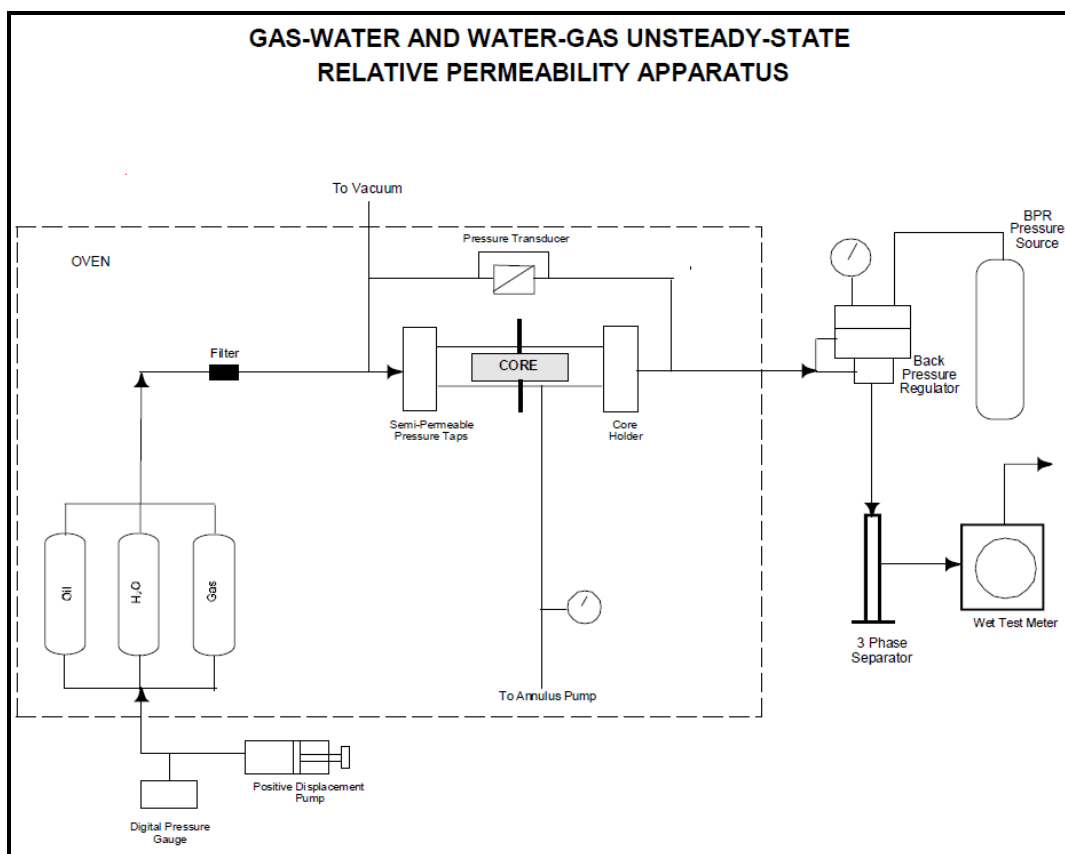 GAS-WATER AND WATER-GAS UNSTEADY-STATE
RELATIVE PERMEABILITY APPARATUS
To Vacuum
BPR
Pressure
Source
Pressure Transducer
OVEN
Filter
CORE
Back
Pressure
Regulator
Semi-Permeable
Pressure Taps
Core
Holder
Oil
H₂O
Gas
Wet Test Meter
3 Phase
Separator
To Annulus Pump
Positive Displacement
Pump
Digital Pressure
Gauge